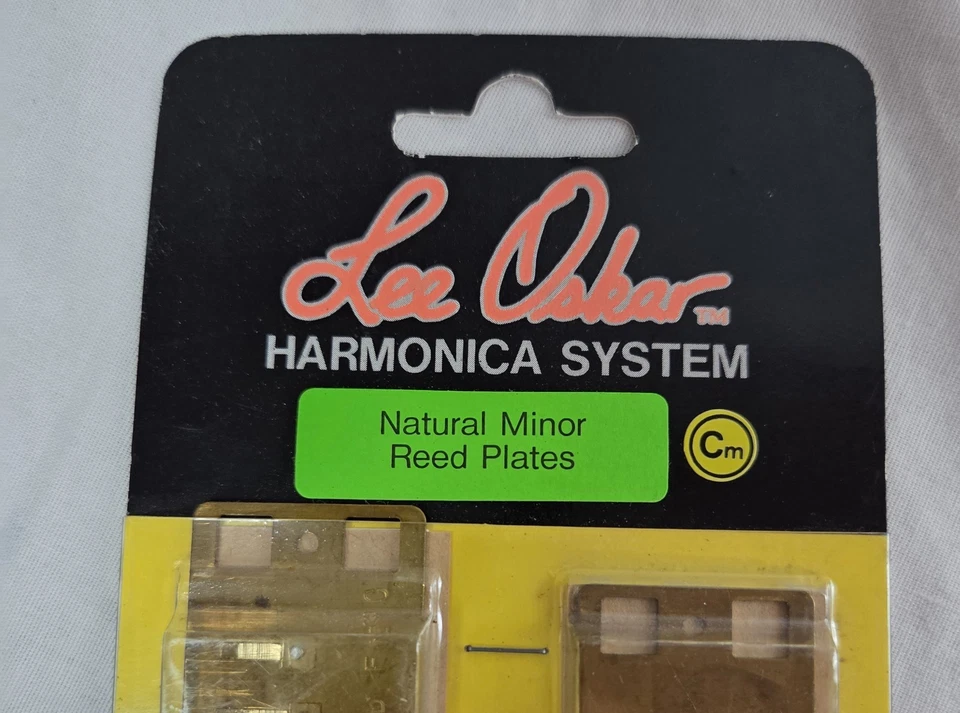 Lee Oskar™
HARMONICA SYSTEM
Natural Minor
Reed Plates
Cm